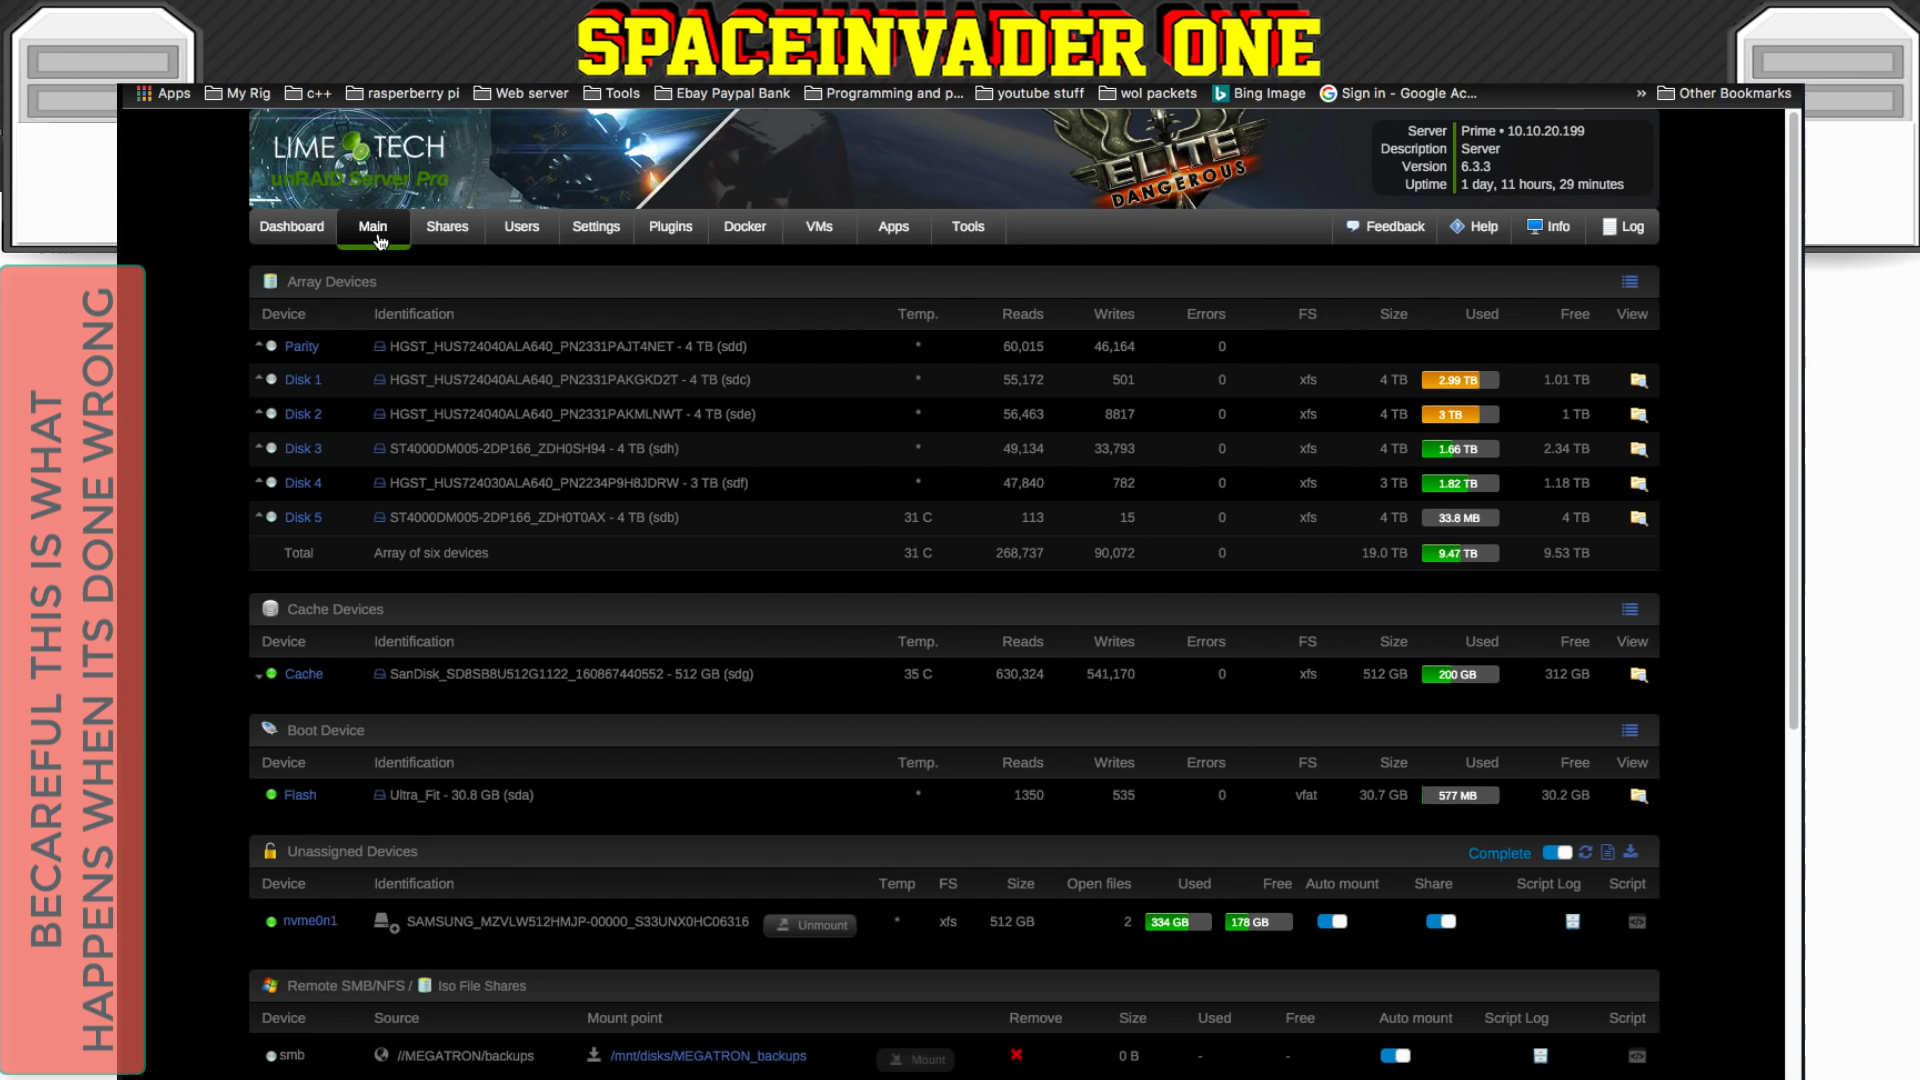 SPACEINVADER ONE
Apps My Rig c++ rasperberry pi Web server Tools Ebay Paypal Bank Programming and p... youtube stuff wol packets Bing Image Sign in - Google Ac... » Other Bookmarks
LIME TECH
unRAID Server Pro
ELITE
DANGEROUS
Server Prime • 10.10.20.199
Description Server
Version 6.3.3
Uptime 1 day, 11 hours, 29 minutes
Dashboard Main Shares Users Settings Plugins Docker VMs Apps Tools Feedback Help Info Log
Array Devices
Device Identification Temp. Reads Writes Errors FS Size Used Free View
Parity HGST_HUS724040ALA640_PN2331PAJT4NET - 4 TB (sdd) * 60,015 46,164 0
Disk 1 HGST_HUS724040ALA640_PN2331PAKGKD2T - 4 TB (sdc) * 55,172 501 0 xfs 4 TB 2.99 TB 1.01 TB
Disk 2 HGST_HUS724040ALA640_PN2331PAKMLNWT - 4 TB (sde) * 56,463 8817 0 xfs 4 TB 3 TB 1 TB
Disk 3 ST4000DM005-2DP166_ZDH0SH94 - 4 TB (sdh) * 49,134 33,793 0 xfs 4 TB 1.66 TB 2.34 TB
Disk 4 HGST_HUS724030ALA640_PN2234P9H8JDRW - 3 TB (sdf) * 47,840 782 0 xfs 3 TB 1.82 TB 1.18 TB
Disk 5 ST4000DM005-2DP166_ZDH0T0AX - 4 TB (sdb) 31 C 113 15 0 xfs 4 TB 33.8 MB 4 TB
Total Array of six devices 31 C 268,737 90,072 0 19.0 TB 9.47 TB 9.53 TB
Cache Devices
Device Identification Temp. Reads Writes Errors FS Size Used Free View
Cache SanDisk_SD8SB8U512G1122_160867440552 - 512 GB (sdg) 35 C 630,324 541,170 0 xfs 512 GB 200 GB 312 GB
Boot Device
Device Identification Temp. Reads Writes Errors FS Size Used Free View
Flash Ultra_Fit - 30.8 GB (sda) * 1350 535 0 vfat 30.7 GB 577 MB 30.2 GB
Unassigned Devices Complete
Device Identification Temp FS Size Open files Used Free Auto mount Share Script Log Script
nvme0n1 SAMSUNG_MZVLW512HMJP-00000_S33UNX0HC06316 Unmount * xfs 512 GB 2 334 GB 178 GB
Remote SMB/NFS / Iso File Shares
Device Source Mount point Remove Size Used Free Auto mount Script Log Script
smb //MEGATRON/backups /mnt/disks/MEGATRON_backups Mount 0 B - -
BECAREFUL THIS IS WHAT
HAPPENS WHEN ITS DONE WRONG